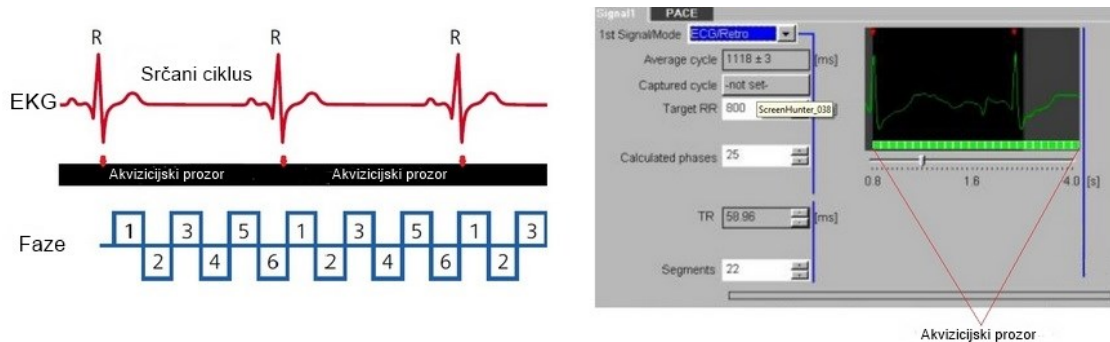 R
R
R
Srčani ciklus
EKG
Akvizicijski prozor
Akvizicijski prozor
Faze
1
3
5
1
3
5
1
3
2
4
6
2
4
6
2
Signal1
PACE
1st Signal/Mode
ECG/Retro
Average cycle
1118 ± 3
[ms]
Captured cycle
-not set-
Target RR
800
ScreenHunter_038
Calculated phases
25
0.8
1.6
4.0
[s]
TR
58.96
[ms]
Segments
22
Akvizicijski prozor